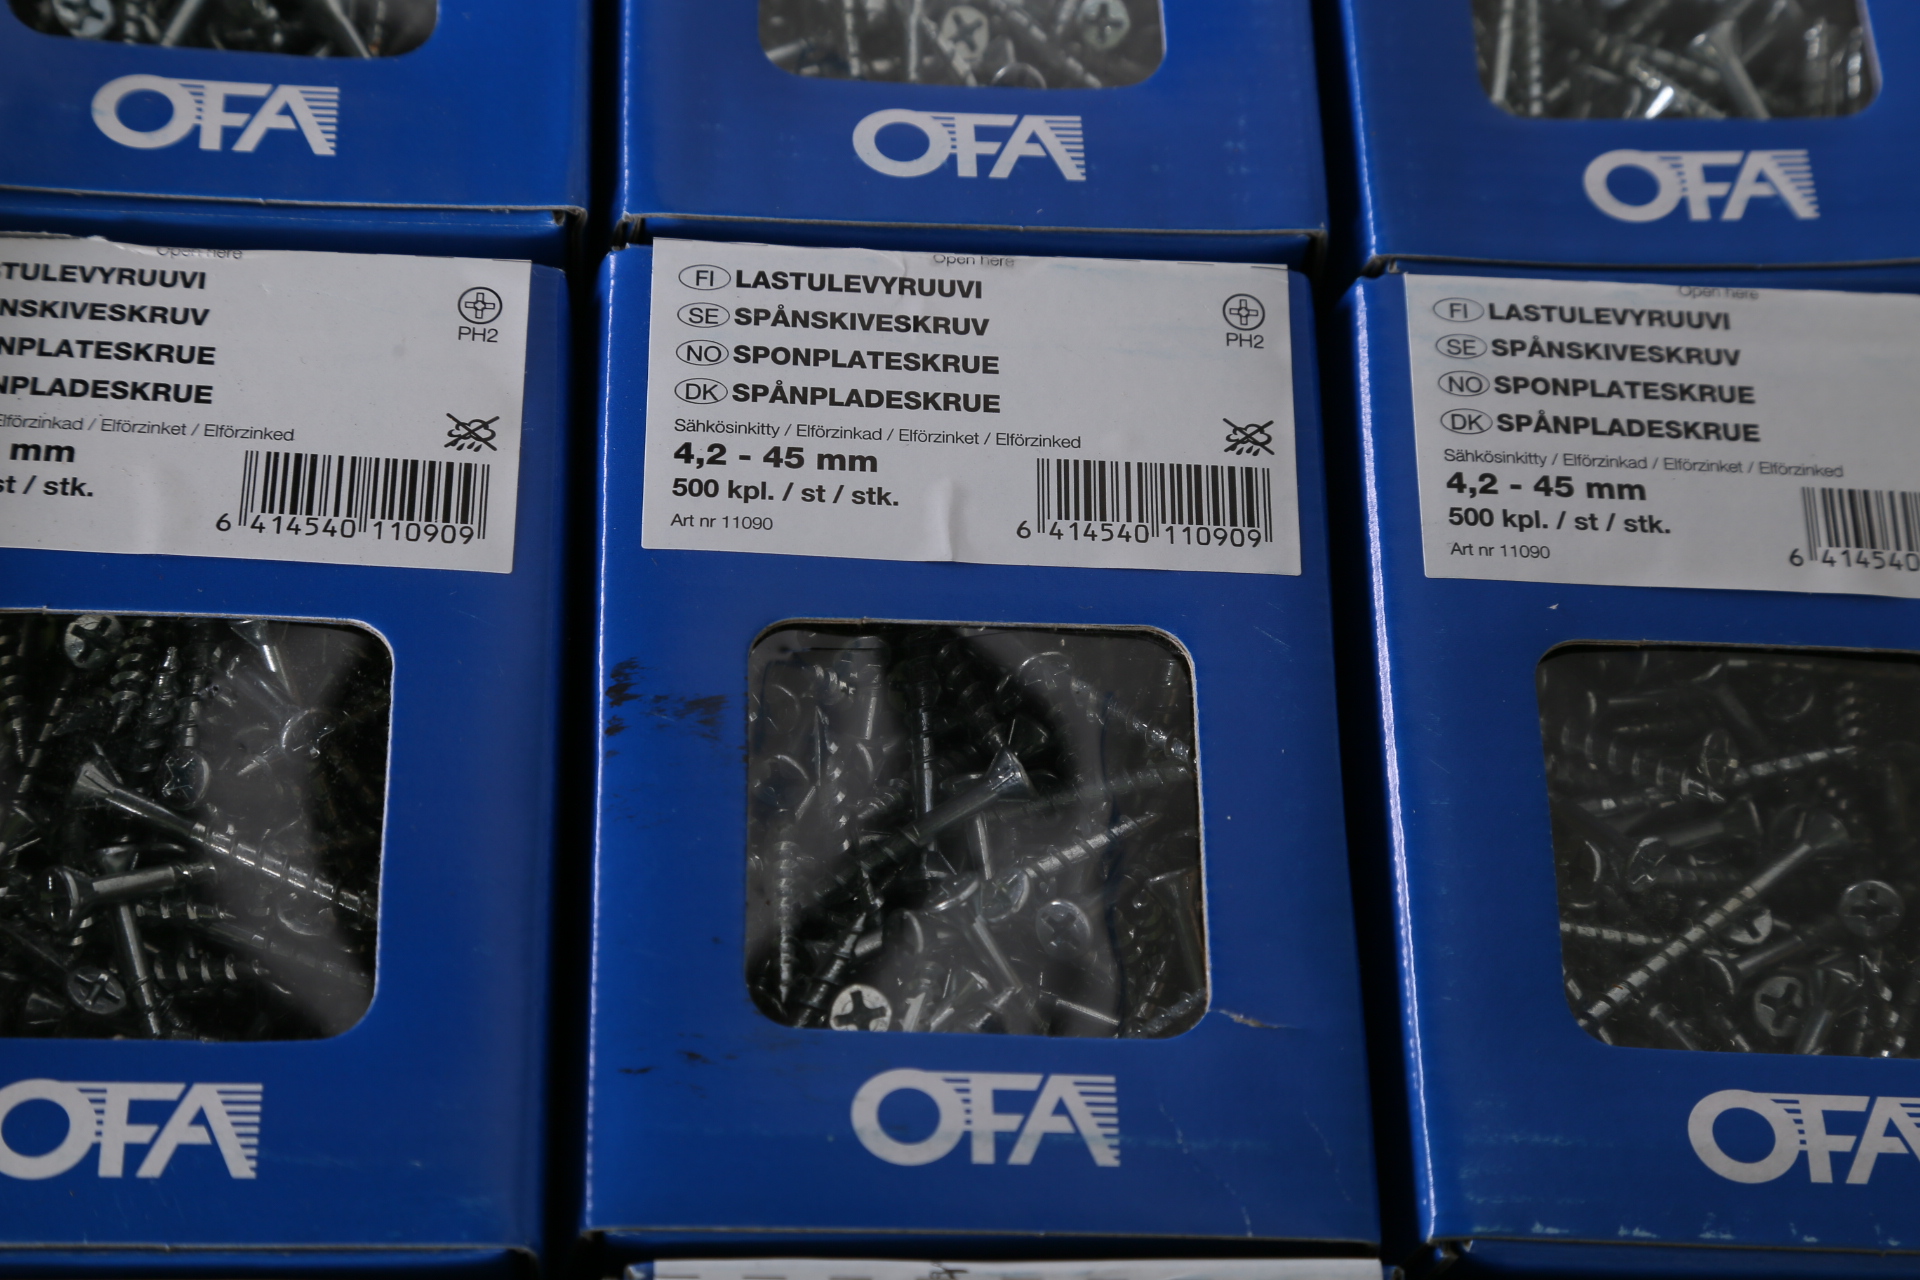 OFA
OFA
OFA
Open here
TULEVYRUUVI
NSKIVESKRUV
NPLATESKRUE
NPLADESKRUE
PH2
Elförzinkad / Elförzinket / Elförzinked
mm
st / stk.
6 414540 110909
OFA
Open here
FI LASTULEVYRUUVI
SE SPÅNSKIVESKRUV
NO SPONPLATESKRUE
DK SPÅNPLADESKRUE
PH2
Sähkösinkitty / Elförzinkad / Elförzinket / Elförzinked
4,2 - 45 mm
500 kpl. / st / stk.
Art nr 11090
6 414540 110909
OFA
Open here
FI LASTULEVYRUUVI
SE SPÅNSKIVESKRUV
NO SPONPLATESKRUE
DK SPÅNPLADESKRUE
Sähkösinkitty / Elförzinkad / Elförzinket / Elförzinked
4,2 - 45 mm
500 kpl. / st / stk.
Art nr 11090
6 414540
OFA